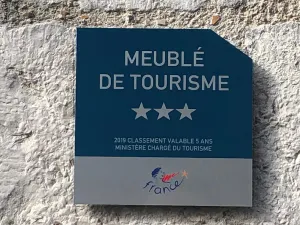 MEUBLÉ
DE TOURISME
2019 CLASSEMENT VALABLE 5 ANS
MINISTÈRE CHARGÉ DU TOURISME
france